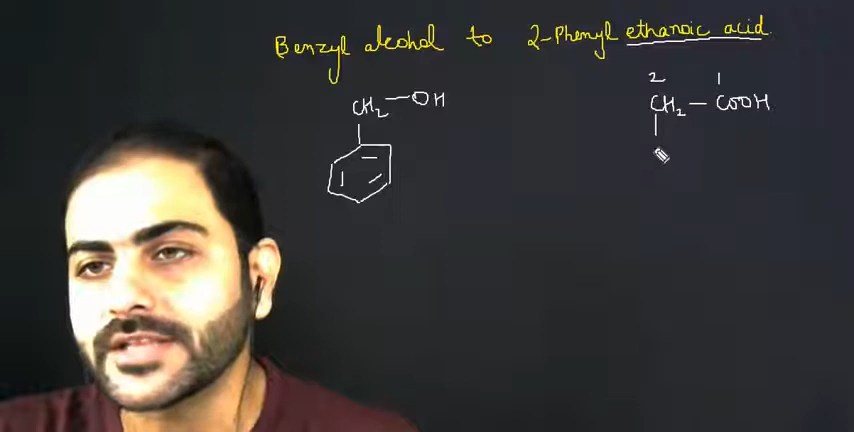 Benzyl alcohol to 2-Phenyl ethanoic acid.
2 1
CH2—OH CH2—COOH